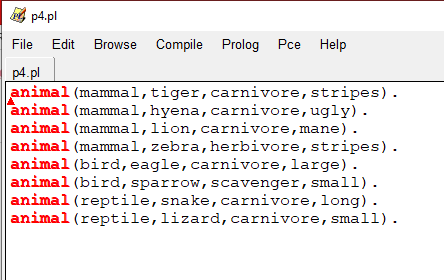 p4.pl
File Edit Browse Compile Prolog Pce Help
p4.pl
animal(mammal,tiger,carnivore,stripes).
animal(mammal,hyena,carnivore,ugly).
animal(mammal,lion,carnivore,mane).
animal(mammal,zebra,herbivore,stripes).
animal(bird,eagle,carnivore,large).
animal(bird,sparrow,scavenger,small).
animal(reptile,snake,carnivore,long).
animal(reptile,lizard,carnivore,small).